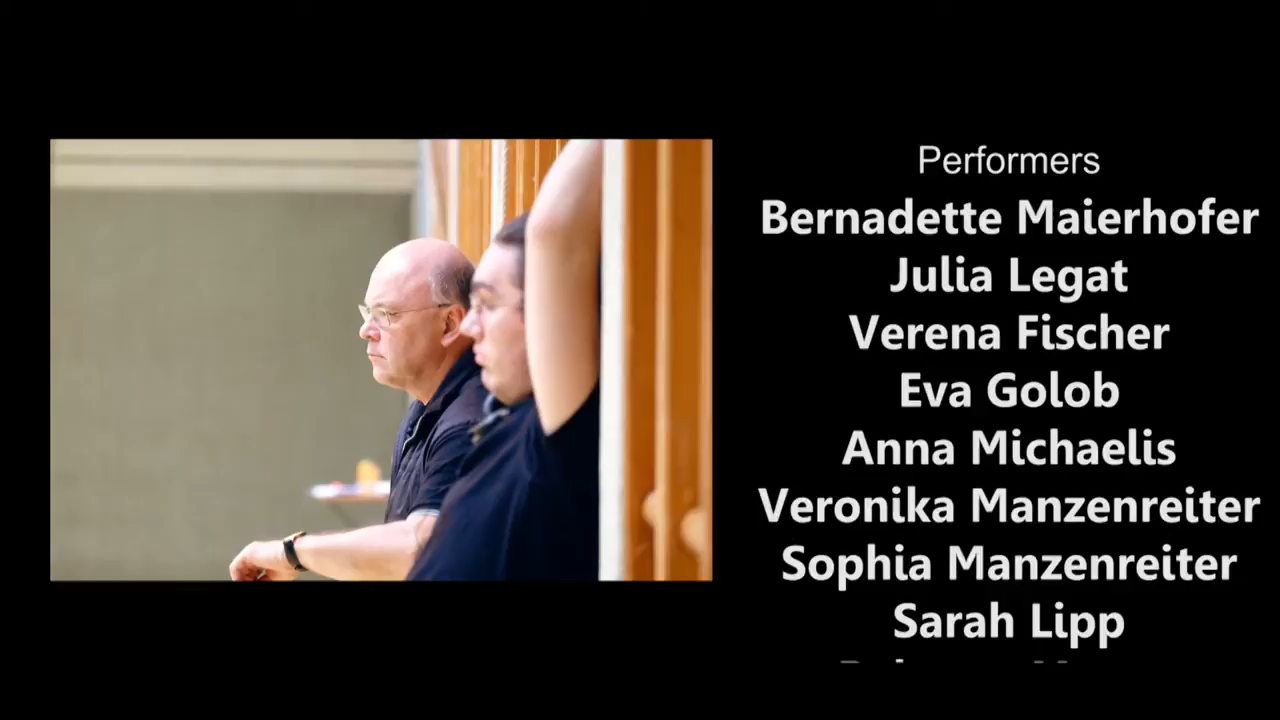 Performers
Bernadette Maierhofer
Julia Legat
Verena Fischer
Eva Golob
Anna Michaelis
Veronika Manzenreiter
Sophia Manzenreiter
Sarah Lipp